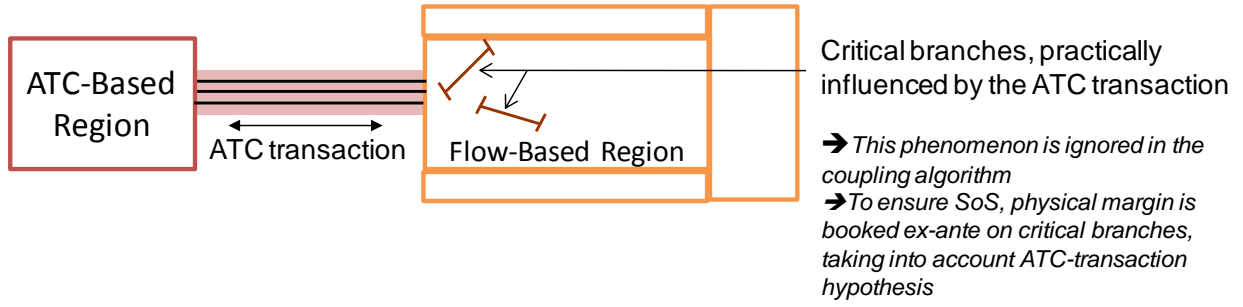 ATC-Based
Region
ATC transaction
Flow-Based Region
Critical branches, practically
influenced by the ATC transaction
➔ This phenomenon is ignored in the
coupling algorithm
➔To ensure SoS, physical margin is
booked ex-ante on critical branches,
taking into account ATC-transaction
hypothesis